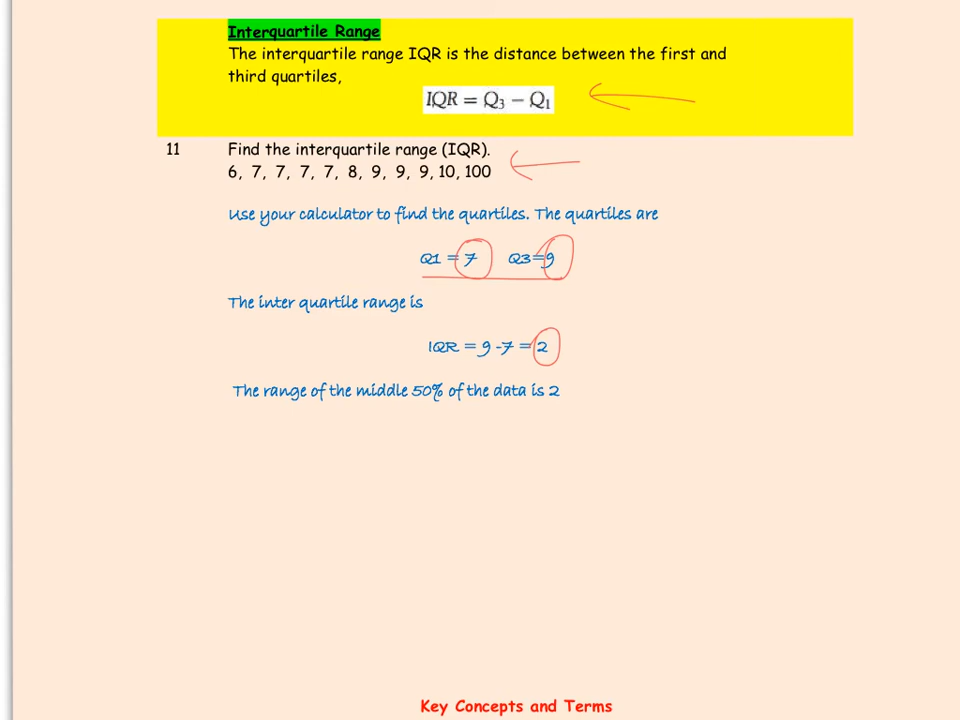 Interquartile Range
The interquartile range IQR is the distance between the first and
third quartiles,
IQR = Q₃ − Q₁
11 Find the interquartile range (IQR).
6, 7, 7, 7, 7, 8, 9, 9, 9, 10, 100
Use your calculator to find the quartiles. The quartiles are
Q1 = 7 Q3=9
The inter quartile range is
IQR = 9 -7 = 2
The range of the middle 50% of the data is 2
Key Concepts and Terms